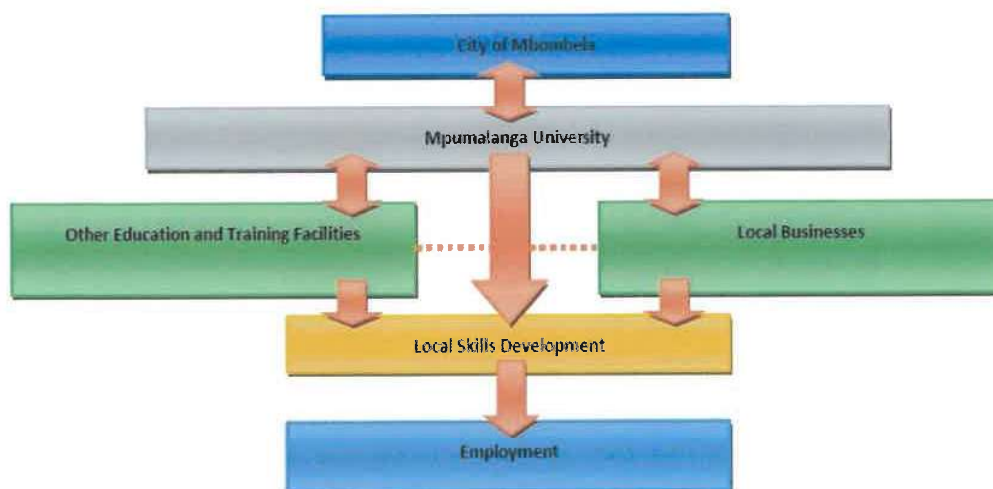 City of Mbombela
Mpumalanga University
Other Education and Training Facilities
Local Businesses
Local Skills Development
Employment